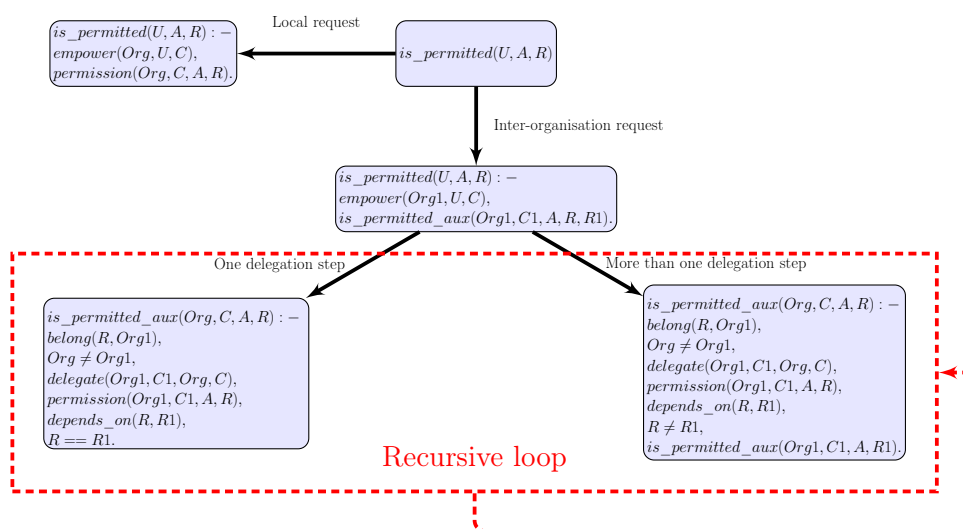 Local request
is_permitted(U, A, R) : −
empower(Org, U, C),
permission(Org, C, A, R).
is_permitted(U, A, R)
Inter-organisation request
is_permitted(U, A, R) : −
empower(Org1, U, C),
is_permitted_aux(Org1, C1, A, R, R1).
One delegation step
More than one delegation step
is_permitted_aux(Org, C, A, R) : −
belong(R, Org1),
Org ≠ Org1,
delegate(Org1, C1, Org, C),
permission(Org1, C1, A, R),
depends_on(R, R1),
R == R1.
is_permitted_aux(Org, C, A, R) : −
belong(R, Org1),
Org ≠ Org1,
delegate(Org1, C1, Org, C),
permission(Org1, C1, A, R),
depends_on(R, R1),
R ≠ R1,
is_permitted_aux(Org1, C1, A, R1).
Recursive loop